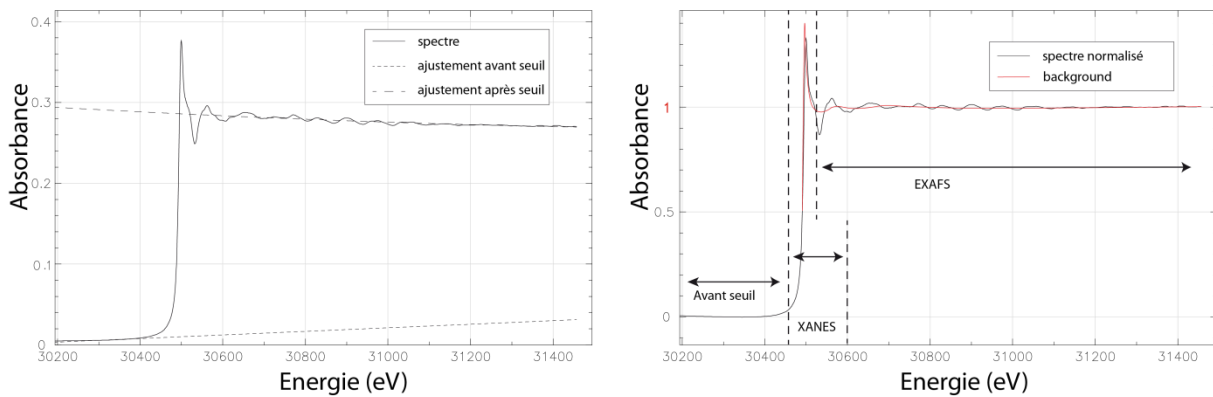 0.4
0.3
0.2
0.1
0
Absorbance
spectre
ajustement avant seuil
ajustement après seuil
30200 30400 30600 30800 31000 31200 31400
Energie (eV)
1
0.5
0
Absorbance
spectre normalisé
background
EXAFS
Avant seuil
XANES
30200 30400 30600 30800 31000 31200 31400
Energie (eV)